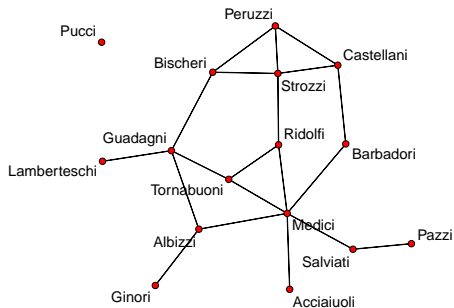 Peruzzi
Pucci
Castellani
Bischeri
Strozzi
Guadagni
Ridolfi
Barbadori
Lamberteschi
Tornabuoni
Medici
Albizzi
Pazzi
Salviati
Ginori
Acciaiuoli